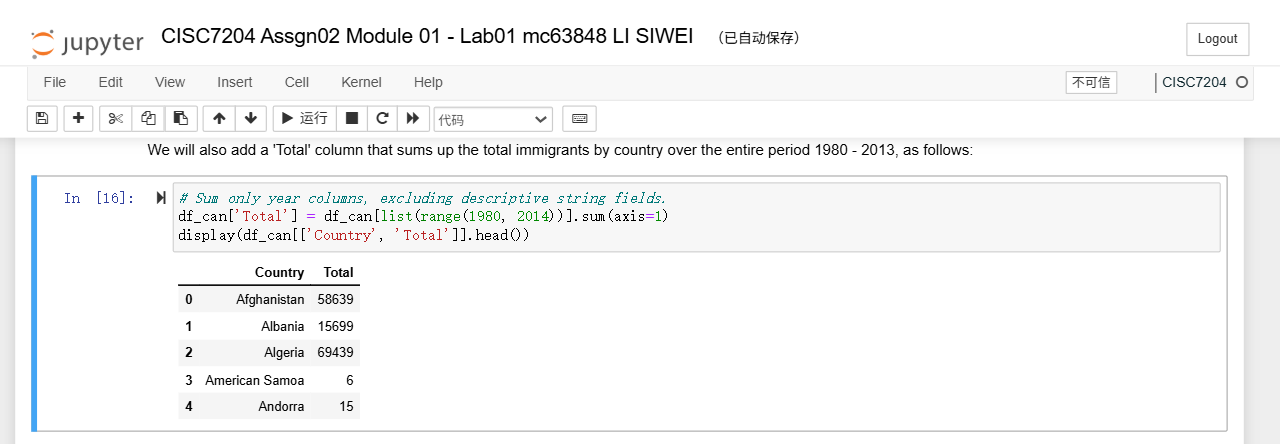 jupyter CISC7204 Assgn02 Module 01 - Lab01 mc63848 LI SIWEI (已自动保存) Logout
File Edit View Insert Cell Kernel Help 不可信 CISC7204
运行 代码
We will also add a 'Total' column that sums up the total immigrants by country over the entire period 1980 - 2013, as follows:
In [16]: # Sum only year columns, excluding descriptive string fields.
df_can['Total'] = df_can[list(range(1980, 2014))].sum(axis=1)
display(df_can[['Country', 'Total']].head())
Country Total
0 Afghanistan 58639
1 Albania 15699
2 Algeria 69439
3 American Samoa 6
4 Andorra 15